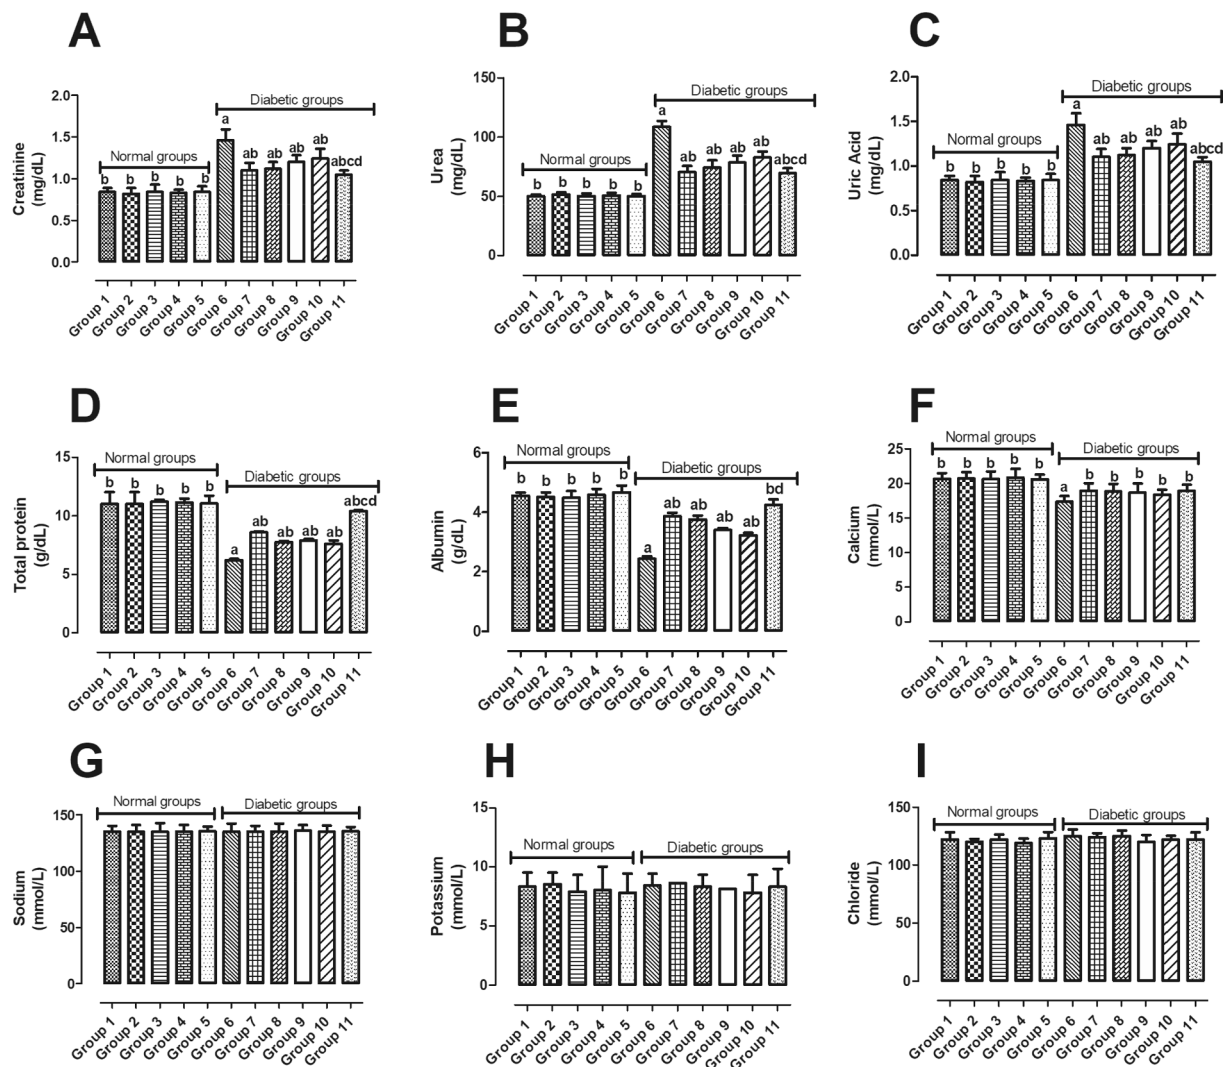 A
Creatinine
(mg/dL)
2.0
1.5
1.0
0.5
0.0
Normal groups
Diabetic groups
b b b b b a ab ab ab ab abcd
Group 1 Group 2 Group 3 Group 4 Group 5 Group 6 Group 7 Group 8 Group 9 Group 10 Group 11
B
Urea
(mg/dL)
150
100
50
0
Normal groups
Diabetic groups
b b b b b a ab ab ab ab abcd
Group 1 Group 2 Group 3 Group 4 Group 5 Group 6 Group 7 Group 8 Group 9 Group 10 Group 11
C
Uric Acid
(mg/dL)
2.0
1.5
1.0
0.5
0.0
Normal groups
Diabetic groups
b b b b b a ab ab ab ab abcd
Group 1 Group 2 Group 3 Group 4 Group 5 Group 6 Group 7 Group 8 Group 9 Group 10 Group 11
D
Total protein
(g/dL)
15
10
5
0
Normal groups
Diabetic groups
b b b b b a ab ab ab ab abcd
Group 1 Group 2 Group 3 Group 4 Group 5 Group 6 Group 7 Group 8 Group 9 Group 10 Group 11
E
Albumin
(g/dL)
6
4
2
0
Normal groups
Diabetic groups
b b b b b a ab ab ab ab bd
Group 1 Group 2 Group 3 Group 4 Group 5 Group 6 Group 7 Group 8 Group 9 Group 10 Group 11
F
Calcium
(mmol/L)
25
20
15
10
5
0
Normal groups
Diabetic groups
b b b b b a b b b b b
Group 1 Group 2 Group 3 Group 4 Group 5 Group 6 Group 7 Group 8 Group 9 Group 10 Group 11
G
Sodium
(mmol/L)
150
100
50
0
Normal groups
Diabetic groups
Group 1 Group 2 Group 3 Group 4 Group 5 Group 6 Group 7 Group 8 Group 9 Group 10 Group 11
H
Potassium
(mmol/L)
15
10
5
0
Normal groups
Diabetic groups
Group 1 Group 2 Group 3 Group 4 Group 5 Group 6 Group 7 Group 8 Group 9 Group 10 Group 11
I
Chloride
(mmol/L)
150
100
50
0
Normal groups
Diabetic groups
Group 1 Group 2 Group 3 Group 4 Group 5 Group 6 Group 7 Group 8 Group 9 Group 10 Group 11